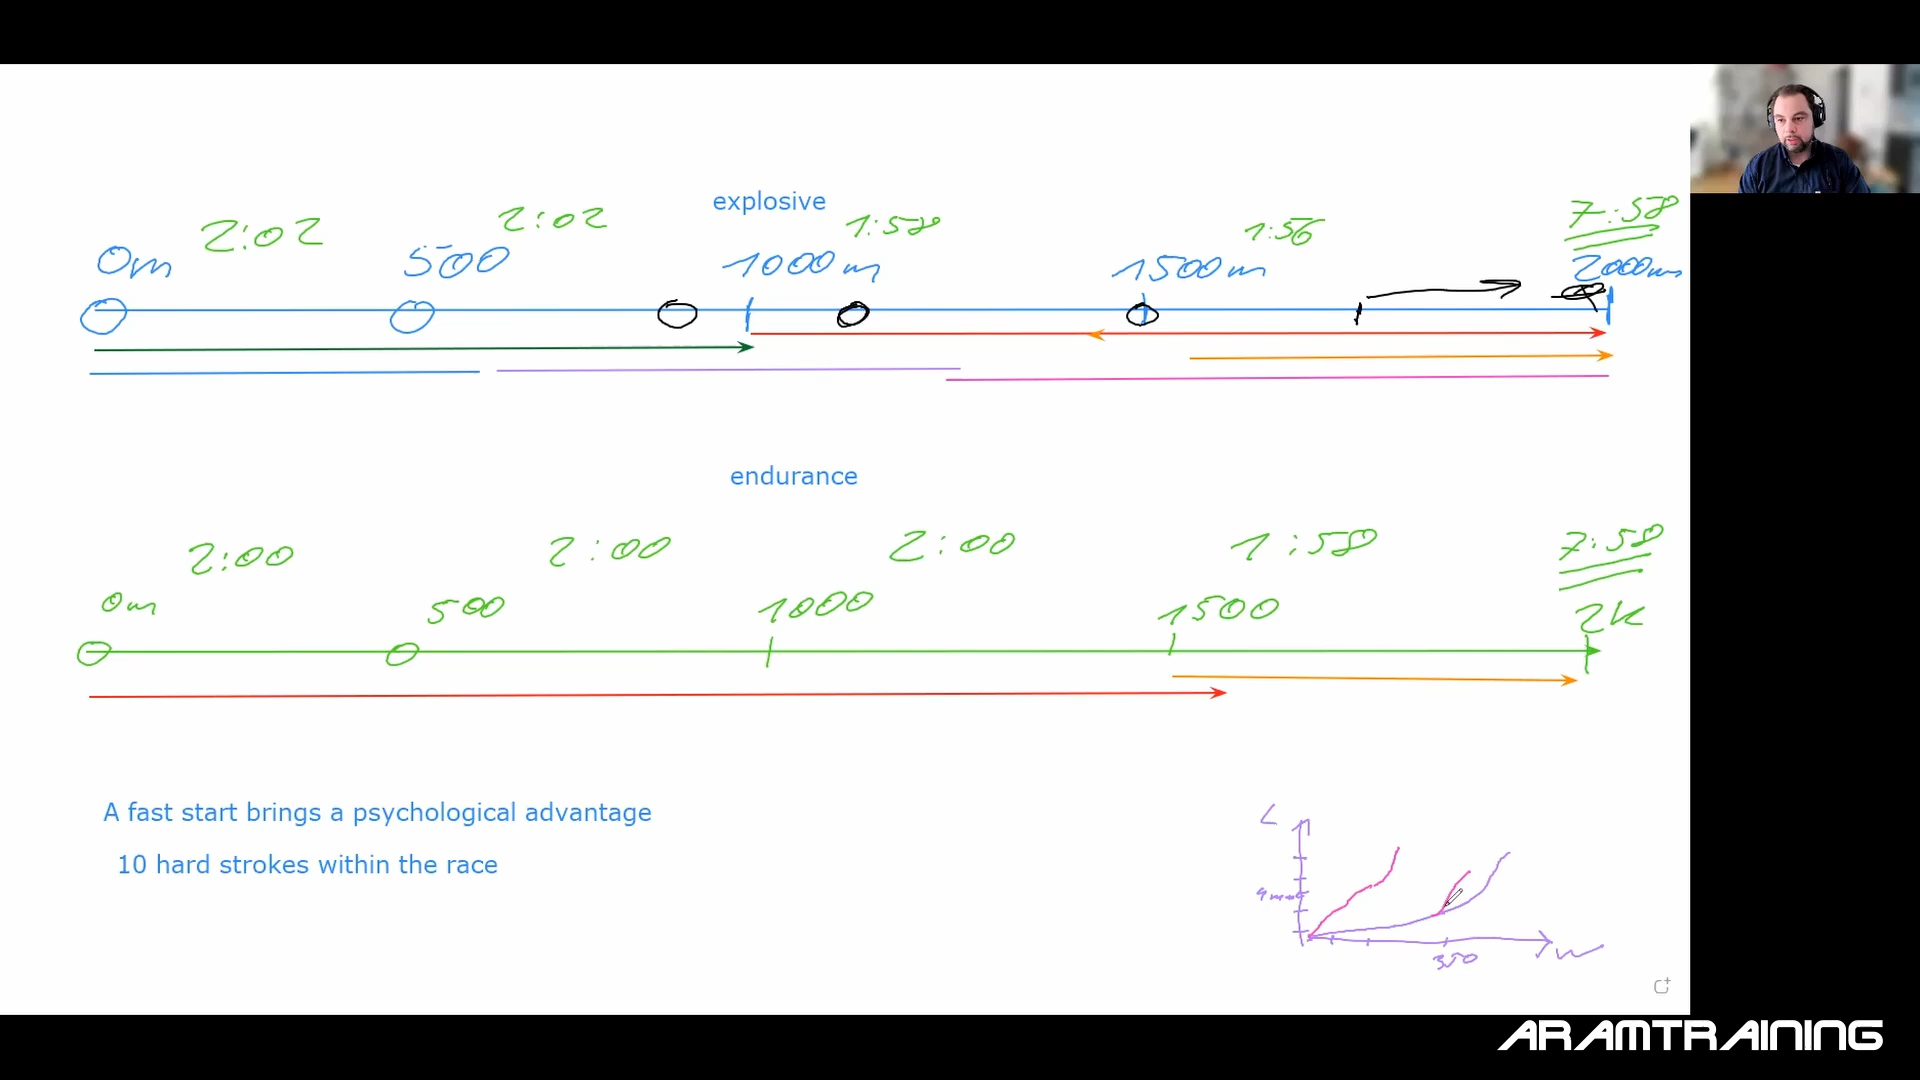 explosive
2:02 2:02 1:58 1:56 7:58
0m 500 1000m 1500m 2000m
endurance
2:00 2:00 2:00 1:58 7:58
0m 500 1000 1500 2K
A fast start brings a psychological advantage
10 hard strokes within the race
L
350 W
ARAMTRAINING